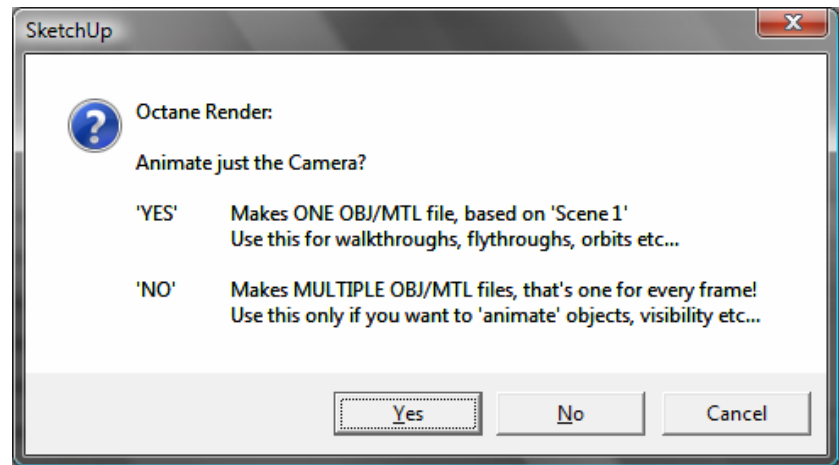 SketchUp
Octane Render:
Animate just the Camera?
'YES' Makes ONE OBJ/MTL file, based on 'Scene 1'
Use this for walkthroughs, flythroughs, orbits etc...
'NO' Makes MULTIPLE OBJ/MTL files, that's one for every frame!
Use this only if you want to 'animate' objects, visibility etc...
Yes No Cancel